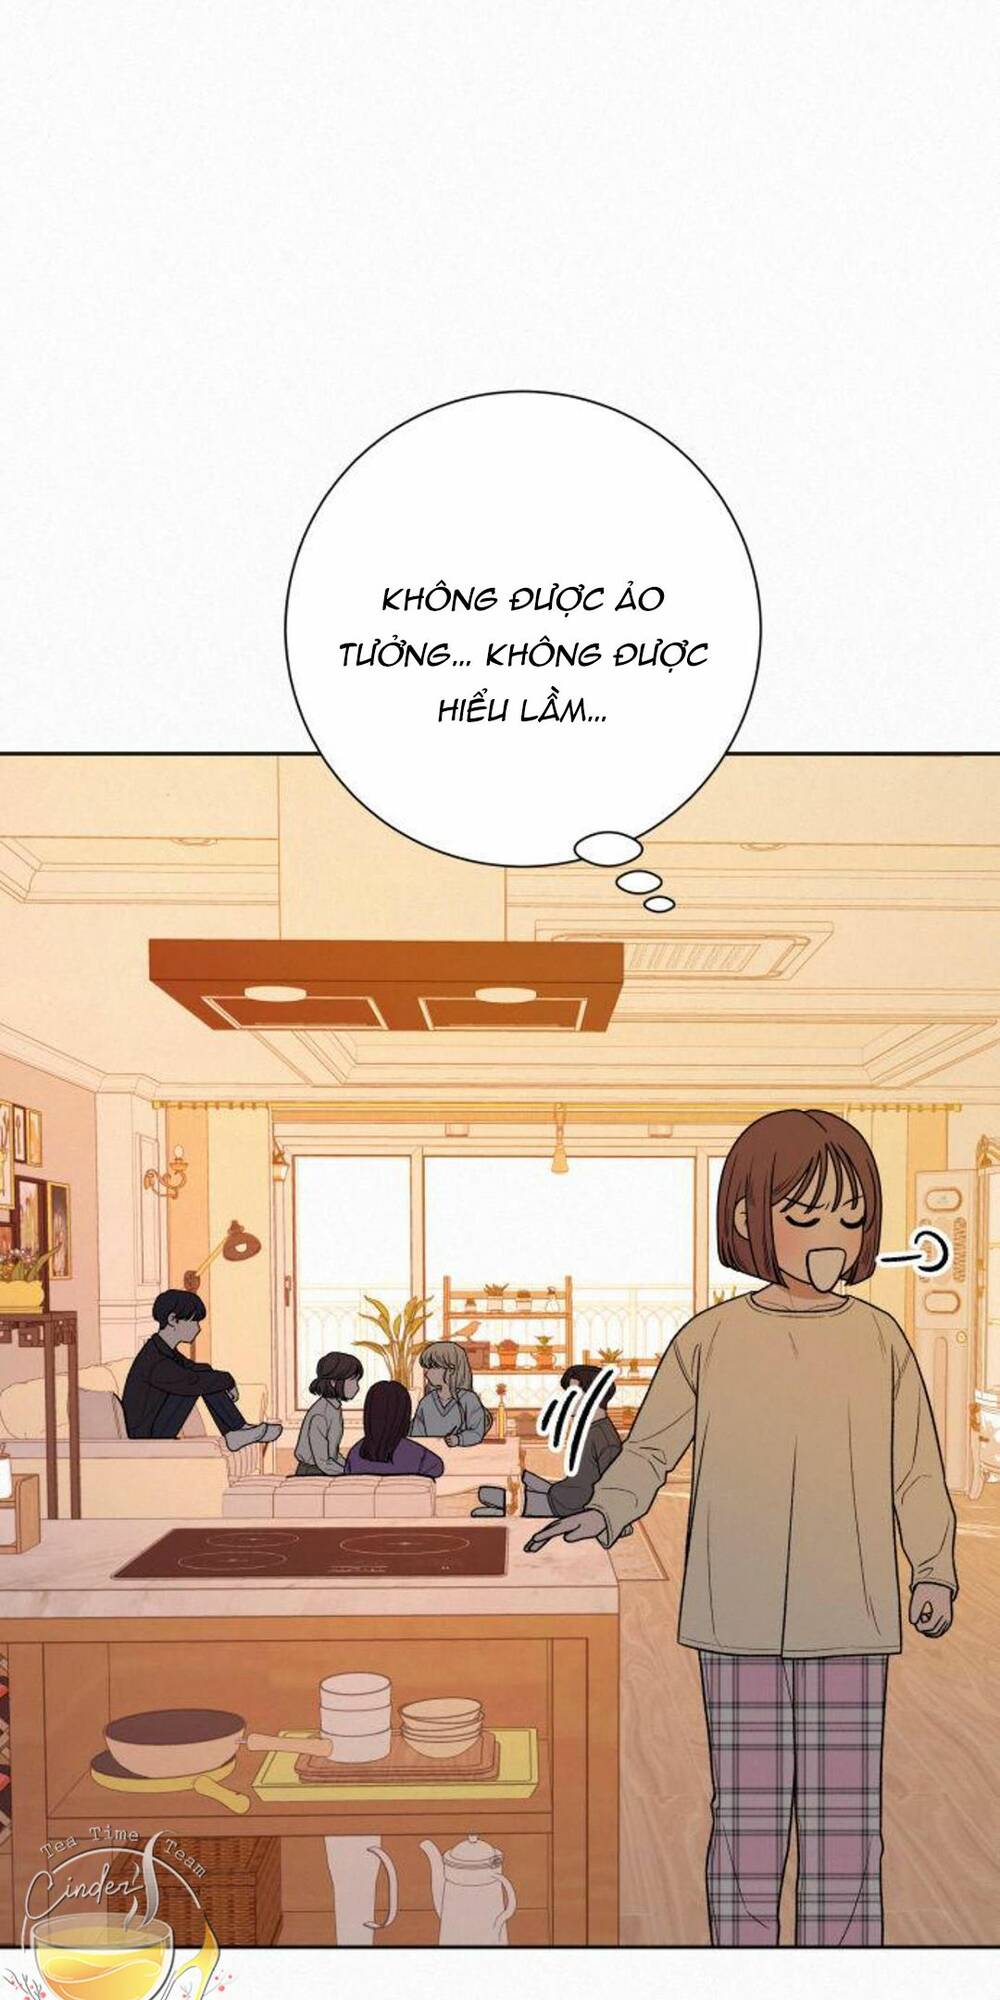 KHÔNG ĐƯỢC ẢO
TƯỞNG... KHÔNG ĐƯỢC
HIỂU LẦM...
Tea Time Team
Cinder's